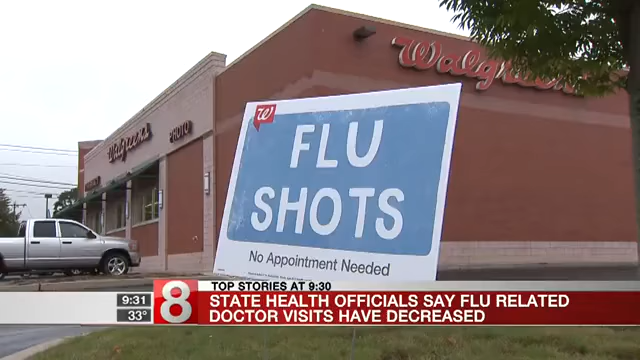 Walgreens
Walgreens
PHOTO
W
FLU
SHOTS
No Appointment Needed
TOP STORIES AT 9:30
9:31
33°
8
STATE HEALTH OFFICIALS SAY FLU RELATED
DOCTOR VISITS HAVE DECREASED